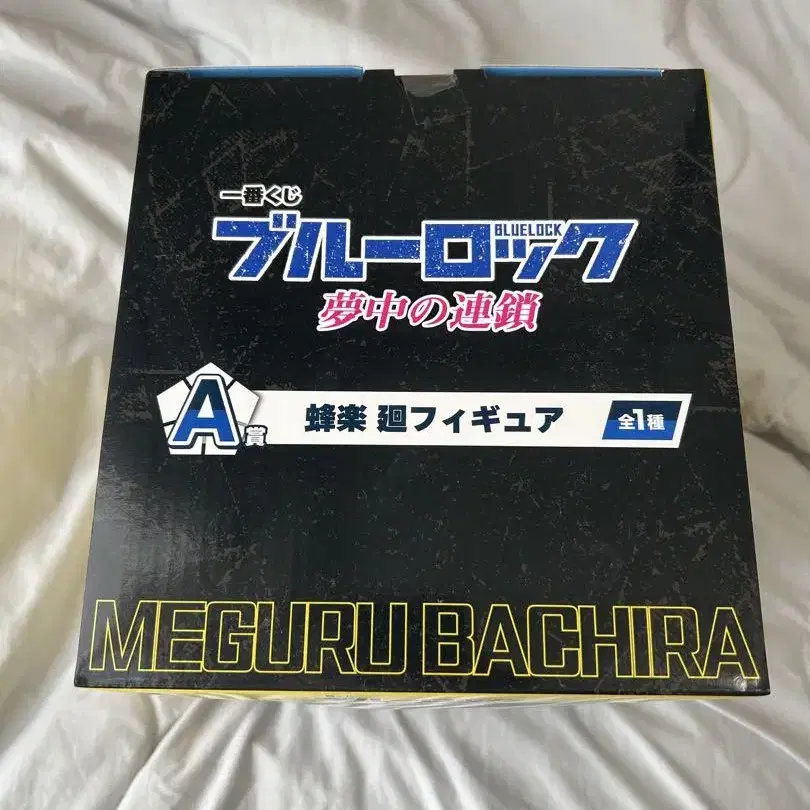 一番くじ
ブルーロック
BLUELOCK
夢中の連鎖
A賞
蜂楽 廻フィギュア
全1種
MEGURU BACHIRA